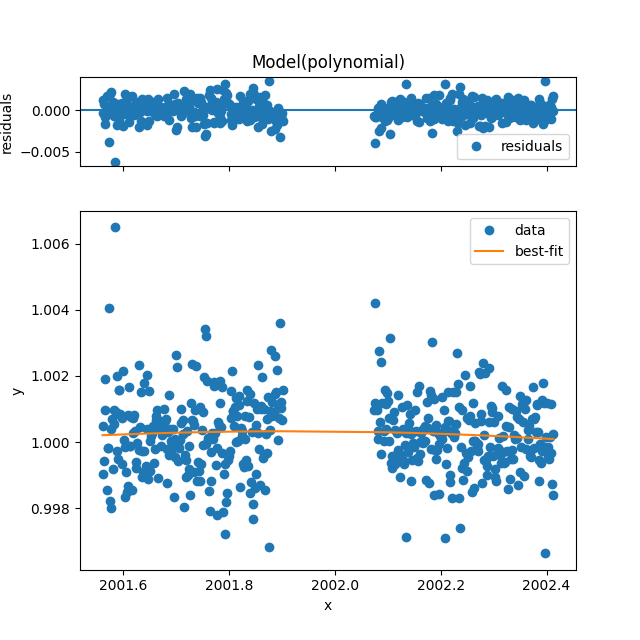 Model(polynomial)
residuals
0.000
−0.005
residuals
y
1.006
1.004
1.002
1.000
0.998
data
best-fit
2001.6
2001.8
2002.0
2002.2
2002.4
x